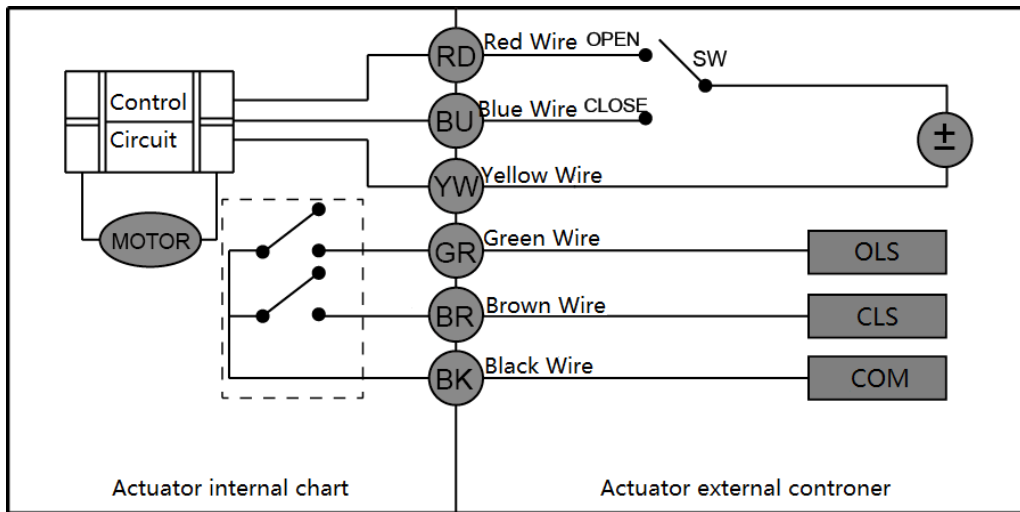 RD Red Wire OPEN
SW
Control
BU Blue Wire CLOSE
±
Circuit
YW Yellow Wire
MOTOR
GR Green Wire OLS
BR Brown Wire CLS
BK Black Wire COM
Actuator internal chart
Actuator external controner